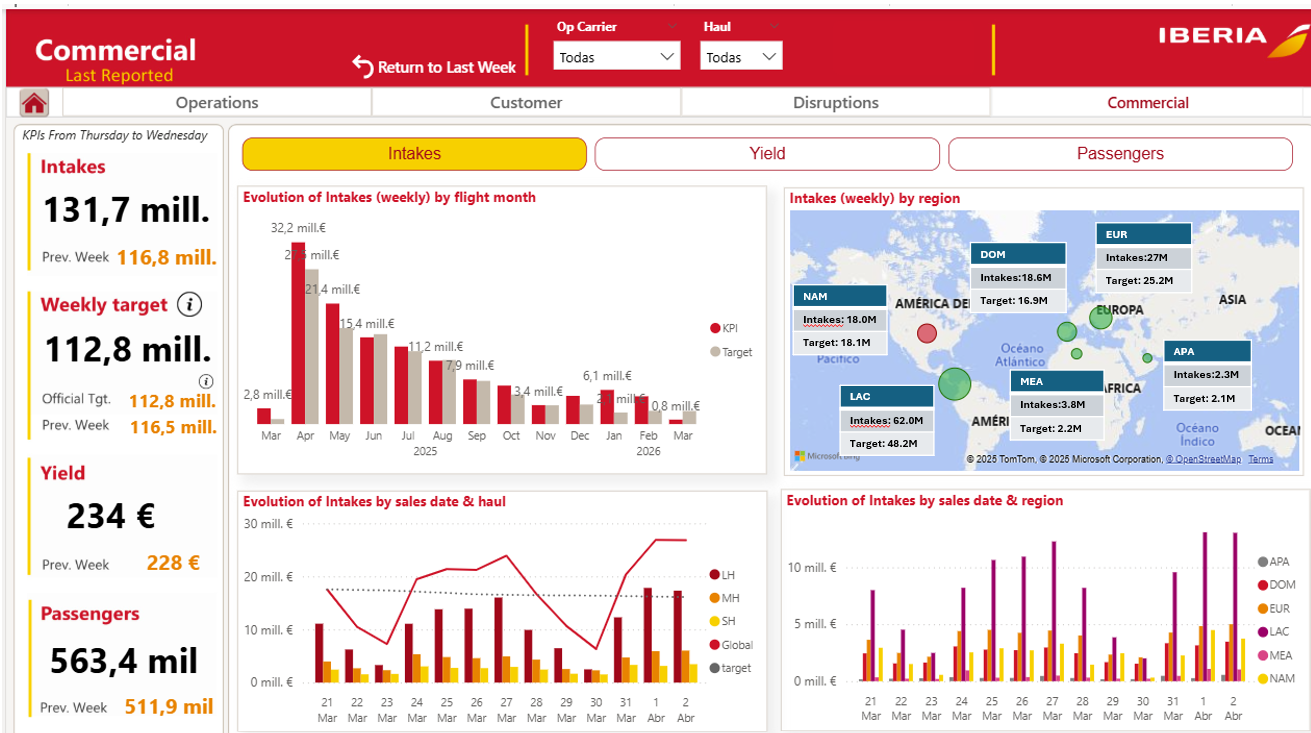 Commercial
Last Reported
Return to Last Week
Op Carrier
Todas
Haul
Todas
IBERIA
Operations
Customer
Disruptions
Commercial
KPIs From Thursday to Wednesday
Intakes
131,7 mill.
Prev. Week 116,8 mill.
Weekly target i
112,8 mill.
i
Official Tgt. 112,8 mill.
Prev. Week 116,5 mill.
Yield
234 €
Prev. Week 228 €
Passengers
563,4 mil
Prev. Week 511,9 mil
Intakes
Yield
Passengers
Evolution of Intakes (weekly) by flight month
32,2 mill.€
21,4 mill.€
15,4 mill.€
11,2 mill.€
7,9 mill.€
3,4 mill.€
6,1 mill.€
0,8 mill.€
2,8 mill.€
KPI
Target
Mar Apr May Jun Jul Aug Sep Oct Nov Dec Jan Feb Mar
2025 2026
Intakes (weekly) by region
EUR
Intakes:27M
Target: 25.2M
DOM
Intakes:18.6M
Target: 16.9M
NAM
Intakes: 18.0M
Target: 18.1M
APA
Intakes:2.3M
Target: 2.1M
MEA
Intakes:3.8M
Target: 2.2M
LAC
Intakes: 62.0M
Target: 48.2M
AMÉRICA DE
EUROPA
ASIA
Pacífico
Océano
Atlántico
ÁFRICA
AMÉRI
Océano
Índico
OCEAN
Microsoft Bing
© 2025 TomTom, © 2025 Microsoft Corporation, © OpenStreetMap Terms
Evolution of Intakes by sales date & haul
30 mill. €
20 mill. €
10 mill. €
0 mill. €
LH
MH
SH
Global
target
21 22 23 24 25 26 27 28 29 30 31 1 2
Mar Mar Mar Mar Mar Mar Mar Mar Mar Mar Mar Abr Abr
Evolution of Intakes by sales date & region
10 mill. €
5 mill. €
0 mill. €
APA
DOM
EUR
LAC
MEA
NAM
21 22 23 24 25 26 27 28 29 30 31 1 2
Mar Mar Mar Mar Mar Mar Mar Mar Mar Mar Mar Abr Abr